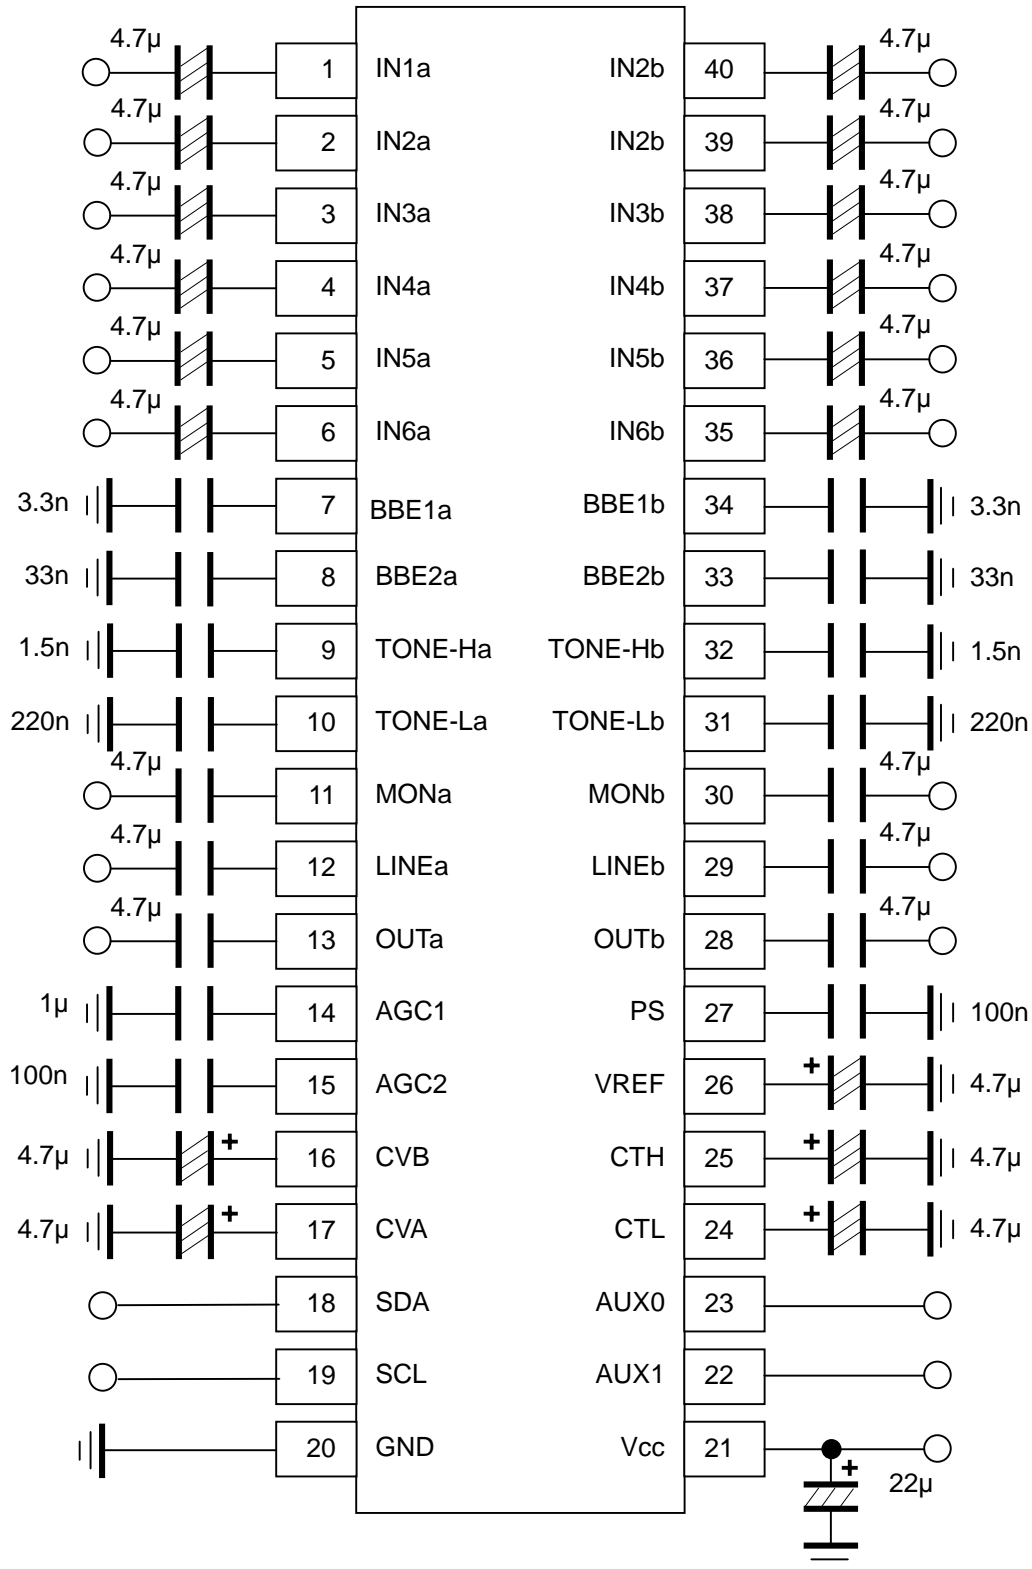 4.7µ 1 IN1a IN2b 40 4.7µ
4.7µ 2 IN2a IN2b 39 4.7µ
4.7µ 3 IN3a IN3b 38 4.7µ
4.7µ 4 IN4a IN4b 37 4.7µ
4.7µ 5 IN5a IN5b 36 4.7µ
4.7µ 6 IN6a IN6b 35 4.7µ
3.3n 7 BBE1a BBE1b 34 3.3n
33n 8 BBE2a BBE2b 33 33n
1.5n 9 TONE-Ha TONE-Hb 32 1.5n
220n 10 TONE-La TONE-Lb 31 220n
4.7µ 11 MONa MONb 30 4.7µ
4.7µ 12 LINEa LINEb 29 4.7µ
4.7µ 13 OUTa OUTb 28 4.7µ
1µ 14 AGC1 PS 27 100n
100n 15 AGC2 VREF 26 + 4.7µ
4.7µ + 16 CVB CTH 25 + 4.7µ
4.7µ + 17 CVA CTL 24 + 4.7µ
18 SDA AUX0 23
19 SCL AUX1 22
20 GND Vcc 21
+ 22µ